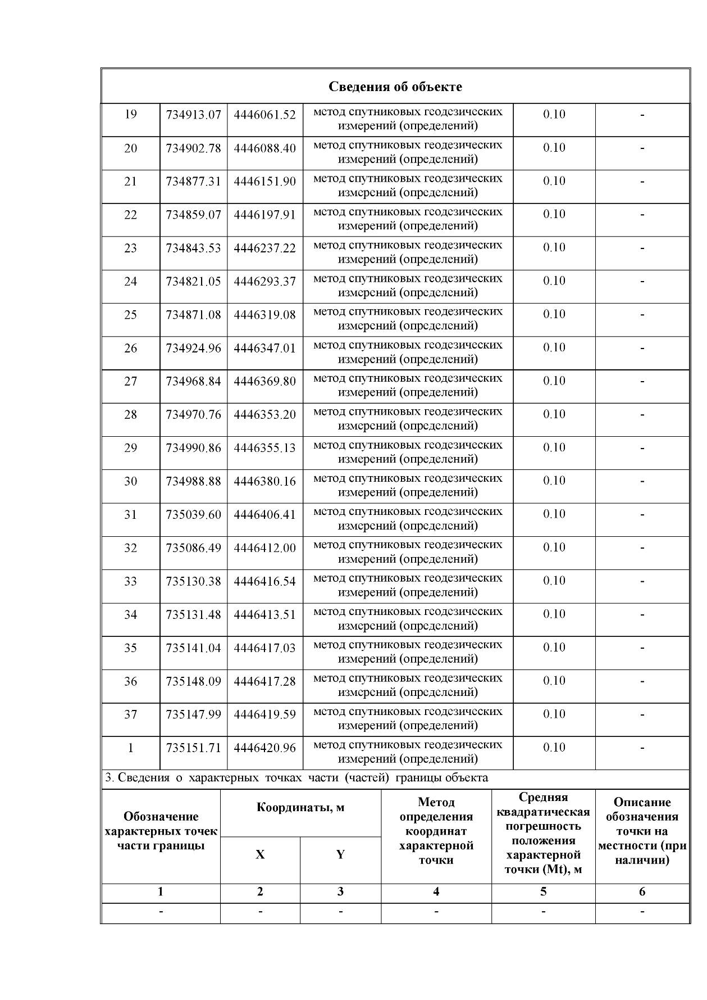 Сведения об объекте
19 734913.07 4446061.52 метод спутниковых геодезических измерений (определений) 0.10 -
20 734902.78 4446088.40 метод спутниковых геодезических измерений (определений) 0.10 -
21 734877.31 4446151.90 метод спутниковых геодезических измерений (определений) 0.10 -
22 734859.07 4446197.91 метод спутниковых геодезических измерений (определений) 0.10 -
23 734843.53 4446237.22 метод спутниковых геодезических измерений (определений) 0.10 -
24 734821.05 4446293.37 метод спутниковых геодезических измерений (определений) 0.10 -
25 734871.08 4446319.08 метод спутниковых геодезических измерений (определений) 0.10 -
26 734924.96 4446347.01 метод спутниковых геодезических измерений (определений) 0.10 -
27 734968.84 4446369.80 метод спутниковых геодезических измерений (определений) 0.10 -
28 734970.76 4446353.20 метод спутниковых геодезических измерений (определений) 0.10 -
29 734990.86 4446355.13 метод спутниковых геодезических измерений (определений) 0.10 -
30 734988.88 4446380.16 метод спутниковых геодезических измерений (определений) 0.10 -
31 735039.60 4446406.41 метод спутниковых геодезических измерений (определений) 0.10 -
32 735086.49 4446412.00 метод спутниковых геодезических измерений (определений) 0.10 -
33 735130.38 4446416.54 метод спутниковых геодезических измерений (определений) 0.10 -
34 735131.48 4446413.51 метод спутниковых геодезических измерений (определений) 0.10 -
35 735141.04 4446417.03 метод спутниковых геодезических измерений (определений) 0.10 -
36 735148.09 4446417.28 метод спутниковых геодезических измерений (определений) 0.10 -
37 735147.99 4446419.59 метод спутниковых геодезических измерений (определений) 0.10 -
1 735151.71 4446420.96 метод спутниковых геодезических измерений (определений) 0.10 -
3. Сведения о характерных точках части (частей) границы объекта
Обозначение
характерных точек
части границы
Координаты, м
X
Y
Метод
определения
координат
характерной
точки
Средняя
квадратическая
погрешность
положения
характерной
точки (Mt), м
Описание
обозначения
точки на
местности (при
наличии)
1 2 3 4 5 6
- - - - - -